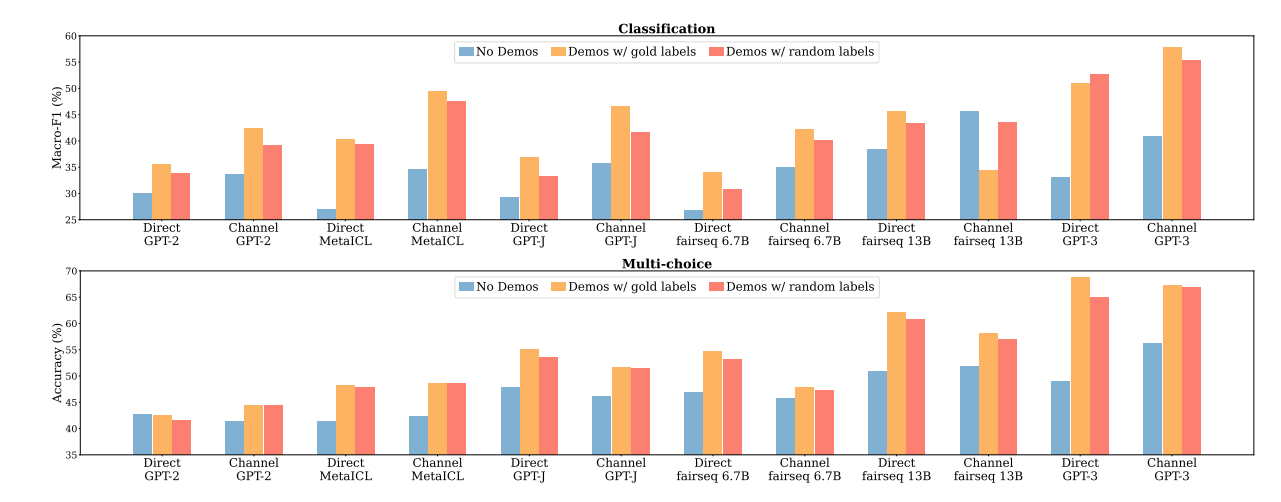 Classification
No Demos Demos w/ gold labels Demos w/ random labels
Macro-F1 (%)
60
55
50
45
40
35
30
25
Direct GPT-2
Channel GPT-2
Direct MetaICL
Channel MetaICL
Direct GPT-J
Channel GPT-J
Direct fairseq 6.7B
Channel fairseq 6.7B
Direct fairseq 13B
Channel fairseq 13B
Direct GPT-3
Channel GPT-3
Multi-choice
No Demos Demos w/ gold labels Demos w/ random labels
Accuracy (%)
70
65
60
55
50
45
40
35
Direct GPT-2
Channel GPT-2
Direct MetaICL
Channel MetaICL
Direct GPT-J
Channel GPT-J
Direct fairseq 6.7B
Channel fairseq 6.7B
Direct fairseq 13B
Channel fairseq 13B
Direct GPT-3
Channel GPT-3